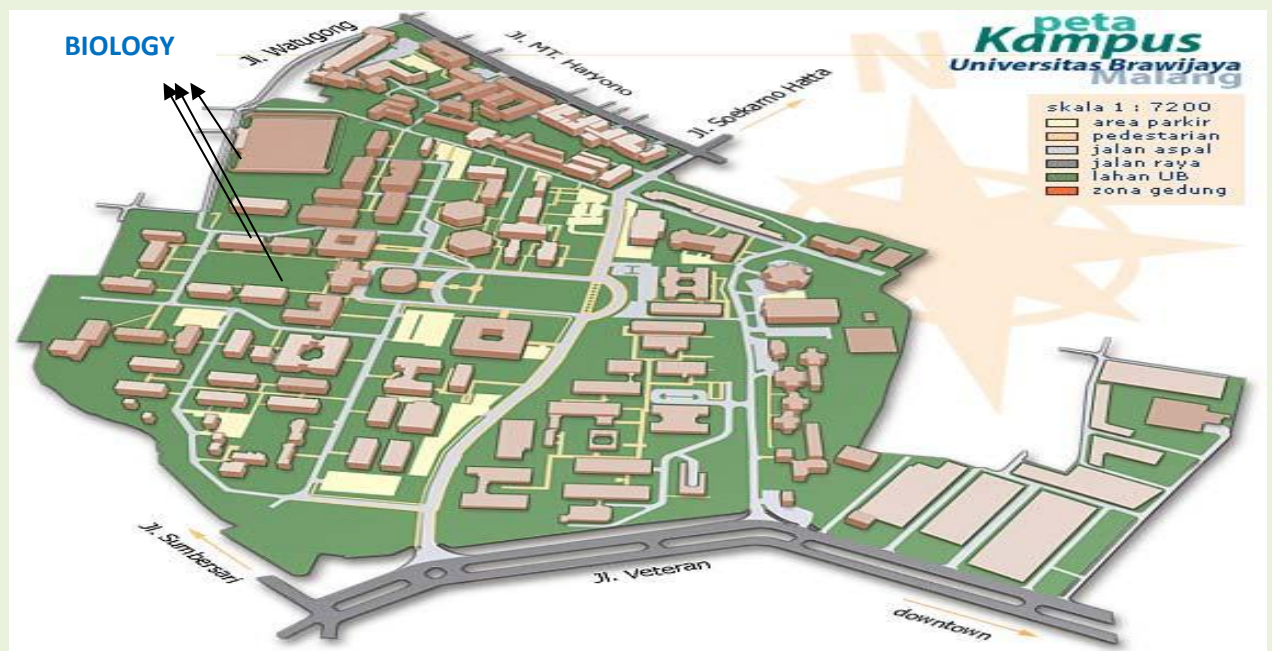 BIOLOGY
Jl. Watugong
Jl. MT. Haryono
Jl. Soekarno Hatta
N
peta
Kampus
Universitas Brawijaya
Malang
skala 1 : 7200
area parkir
pedestarian
jalan aspal
jalan raya
lahan UB
zona gedung
Jl. Sumbersari
Jl. Veteran
downtown